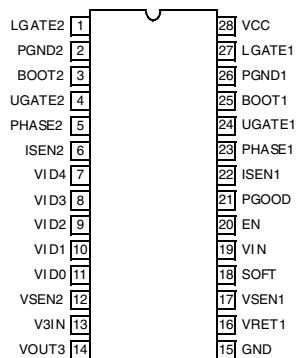 LGATE2 1 28 VCC
PGND2 2 27 LGATE1
BOOT2 3 26 PGND1
UGATE2 4 25 BOOT1
PHASE2 5 24 UGATE1
ISEN2 6 23 PHASE1
VID4 7 22 ISEN1
VID3 8 21 PGOOD
VID2 9 20 EN
VID1 10 19 VIN
VID0 11 18 SOFT
VSEN2 12 17 VSEN1
V3IN 13 16 VRET1
VOUT3 14 15 GND